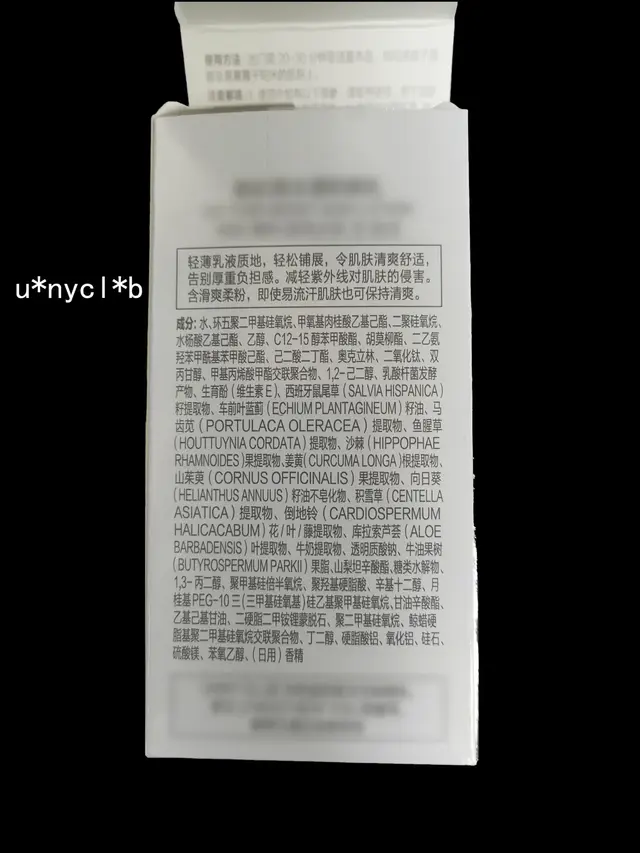 u*nycl*b
轻薄乳液质地，轻松铺展，令肌肤清爽舒适，
告别厚重负担感。减轻紫外线对肌肤的侵害。
含滑爽柔粉，即使易流汗肌肤也可保持清爽。
成分: 水、环五聚二甲基硅氧烷、甲氧基肉桂酸乙基己酯、二聚硅氧烷、
水杨酸乙基己酯、乙醇、C12-15 醇苯甲酸酯、胡莫柳酯、二乙氨
羟苯甲酰基苯甲酸己酯、己二酸二丁酯、奥克立林、二氧化钛、双
丙甘醇、甲基丙烯酸甲酯交联聚合物、1,2-己二醇、乳酸杆菌发酵
产物、生育酚（维生素E）、西班牙鼠尾草（SALVIA HISPANICA）
籽提取物、车前叶蓝蓟（ECHIUM PLANTAGINEUM）籽油、马
齿苋（PORTULACA OLERACEA）提取物、鱼腥草
（HOUTTUYNIA CORDATA）提取物、沙棘（HIPPOPHAE
RHAMNOIDES）果提取物、姜黄（CURCUMA LONGA）根提取物、
山茱萸（CORNUS OFFICINALIS）果提取物、向日葵
（HELIANTHUS ANNUUS）籽油不皂化物、积雪草（CENTELLA
ASIATICA）提取物、倒地铃（CARDIOSPERMUM
HALICACABUM）花/叶/藤提取物、库拉索芦荟（ALOE
BARBADENSIS）叶提取物、牛奶提取物、透明质酸钠、牛油果树
（BUTYROSPERMUM PARKII）果脂、山梨坦辛酸酯、糖类水解物、
1,3-丙二醇、聚甲基硅倍半氧烷、聚羟基硬脂酸、辛基十二醇、月
桂基PEG-10 三（三甲基硅氧基）硅乙基聚甲基硅氧烷、甘油辛酸酯、
乙基己基甘油、二硬脂二甲铵锂蒙脱石、聚二甲基硅氧烷、鲸蜡硬
脂基聚二甲基硅氧烷交联聚合物、丁二醇、硬脂酸铝、氧化铝、硅石、
硫酸镁、苯氧乙醇、（日用）香精